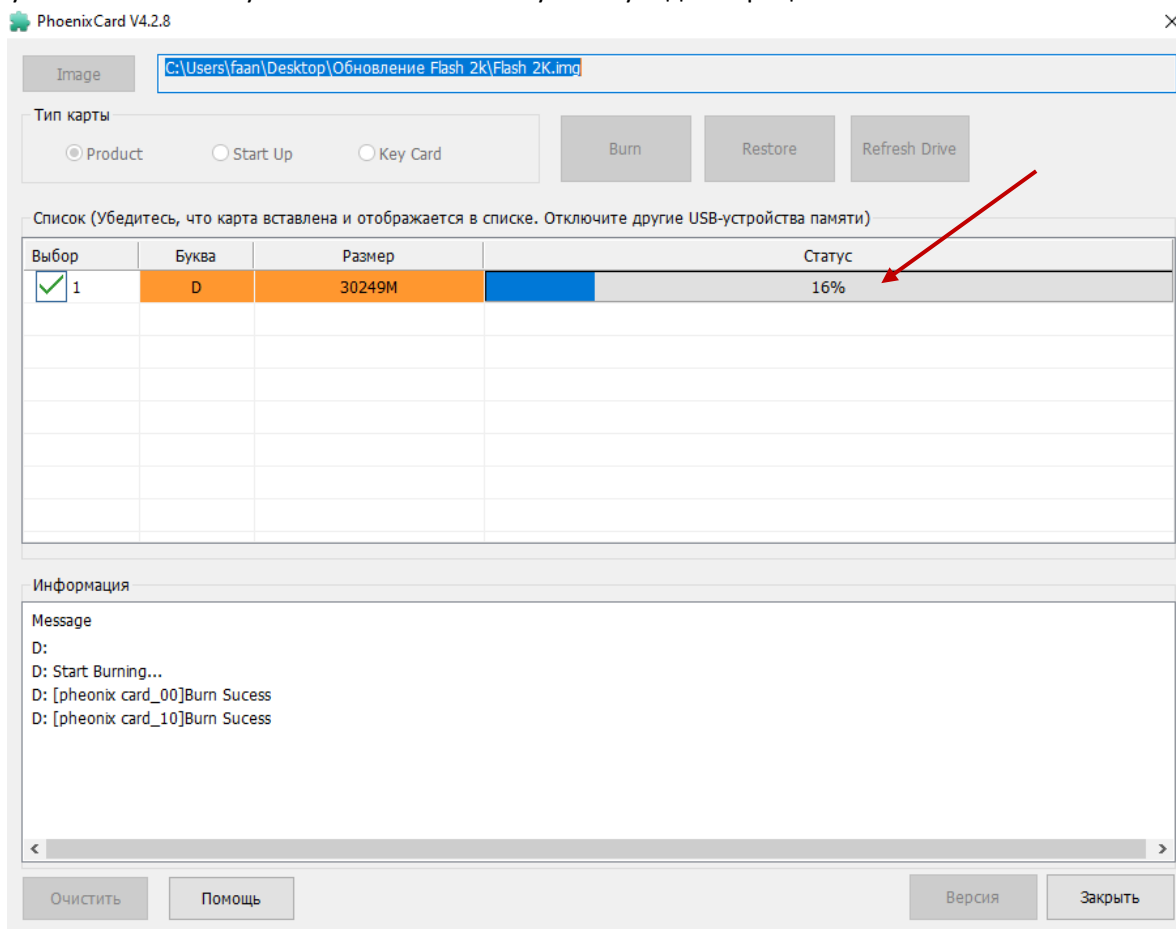 PhoenixCard V4.2.8
Image
C:\Users\faan\Desktop\Обновление Flash 2k\Flash 2K.img
Тип карты
Product
Start Up
Key Card
Burn
Restore
Refresh Drive
Список (Убедитесь, что карта вставлена и отображается в списке. Отключите другие USB-устройства памяти)
Выбор Буква Размер Статус
1 D 30249M 16%
Информация
Message
D:
D: Start Burning...
D: [pheonix card_00]Burn Sucess
D: [pheonix card_10]Burn Sucess
Очистить
Помощь
Версия
Закрыть